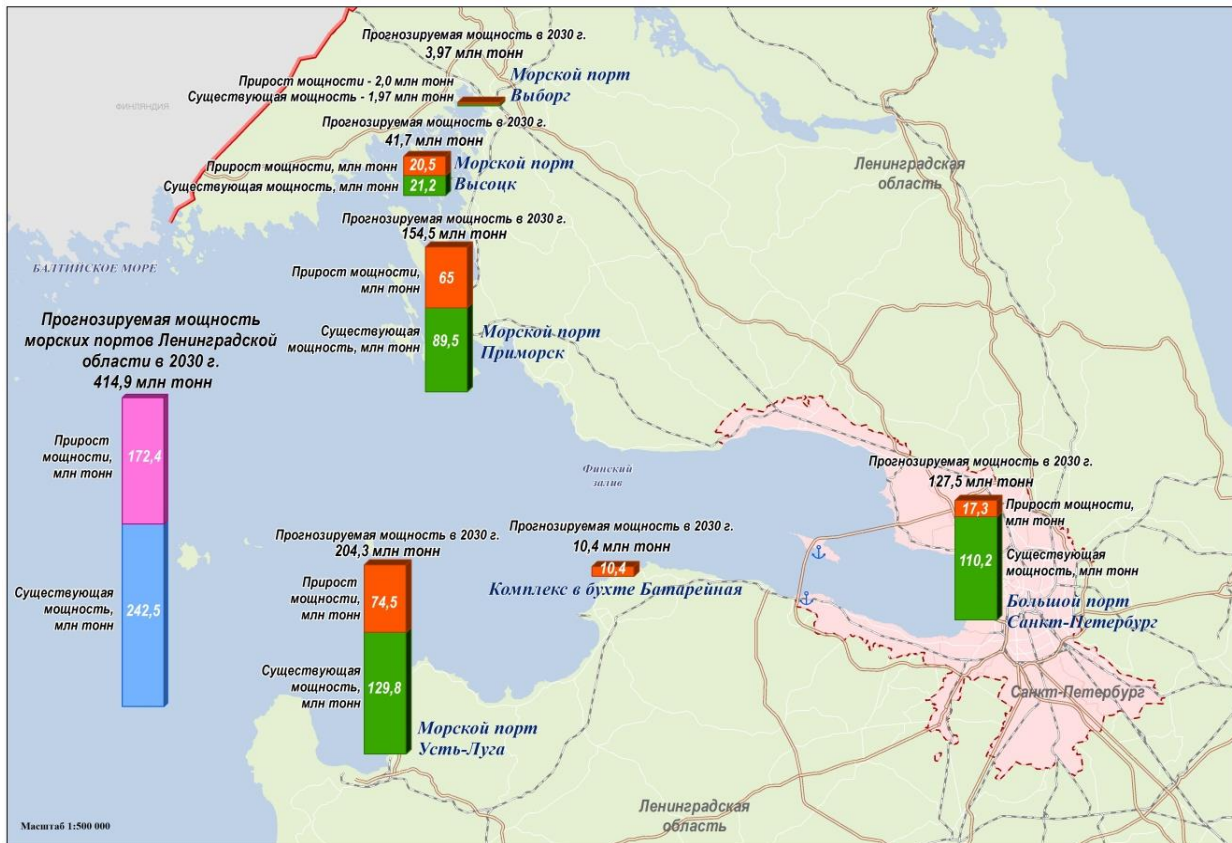 Прогнозируемая мощность в 2030 г.
3,97 млн тонн
Прирост мощности - 2,0 млн тонн
Существующая мощность - 1,97 млн тонн
Морской порт
Выборг
ФИНЛЯНДИЯ
Прогнозируемая мощность в 2030 г.
41,7 млн тонн
Прирост мощности, млн тонн
20,5
Существующая мощность, млн тонн
21,2
Морской порт
Высоцк
Ленинградская
область
Прогнозируемая мощность в 2030 г.
154,5 млн тонн
Прирост мощности,
млн тонн
65
Существующая
мощность, млн тонн
89,5
Морской порт
Приморск
БАЛТИЙСКОЕ МОРЕ
Прогнозируемая мощность
морских портов Ленинградской
области в 2030 г.
414,9 млн тонн
Прирост
мощности,
млн тонн
172,4
Существующая
мощность,
млн тонн
242,5
Финский
залив
Прогнозируемая мощность в 2030 г.
127,5 млн тонн
17,3
Прирост мощности,
млн тонн
110,2
Существующая
мощность, млн тонн
Большой порт
Санкт-Петербург
Прогнозируемая мощность в 2030 г.
10,4 млн тонн
10,4
Комплекс в бухте Батарейная
Прогнозируемая мощность в 2030 г.
204,3 млн тонн
Прирост
мощности,
млн тонн
74,5
Существующая
мощность,
млн тонн
129,8
Морской порт
Усть-Луга
Санкт-Петербург
Ленинградская
область
Масштаб 1:500 000